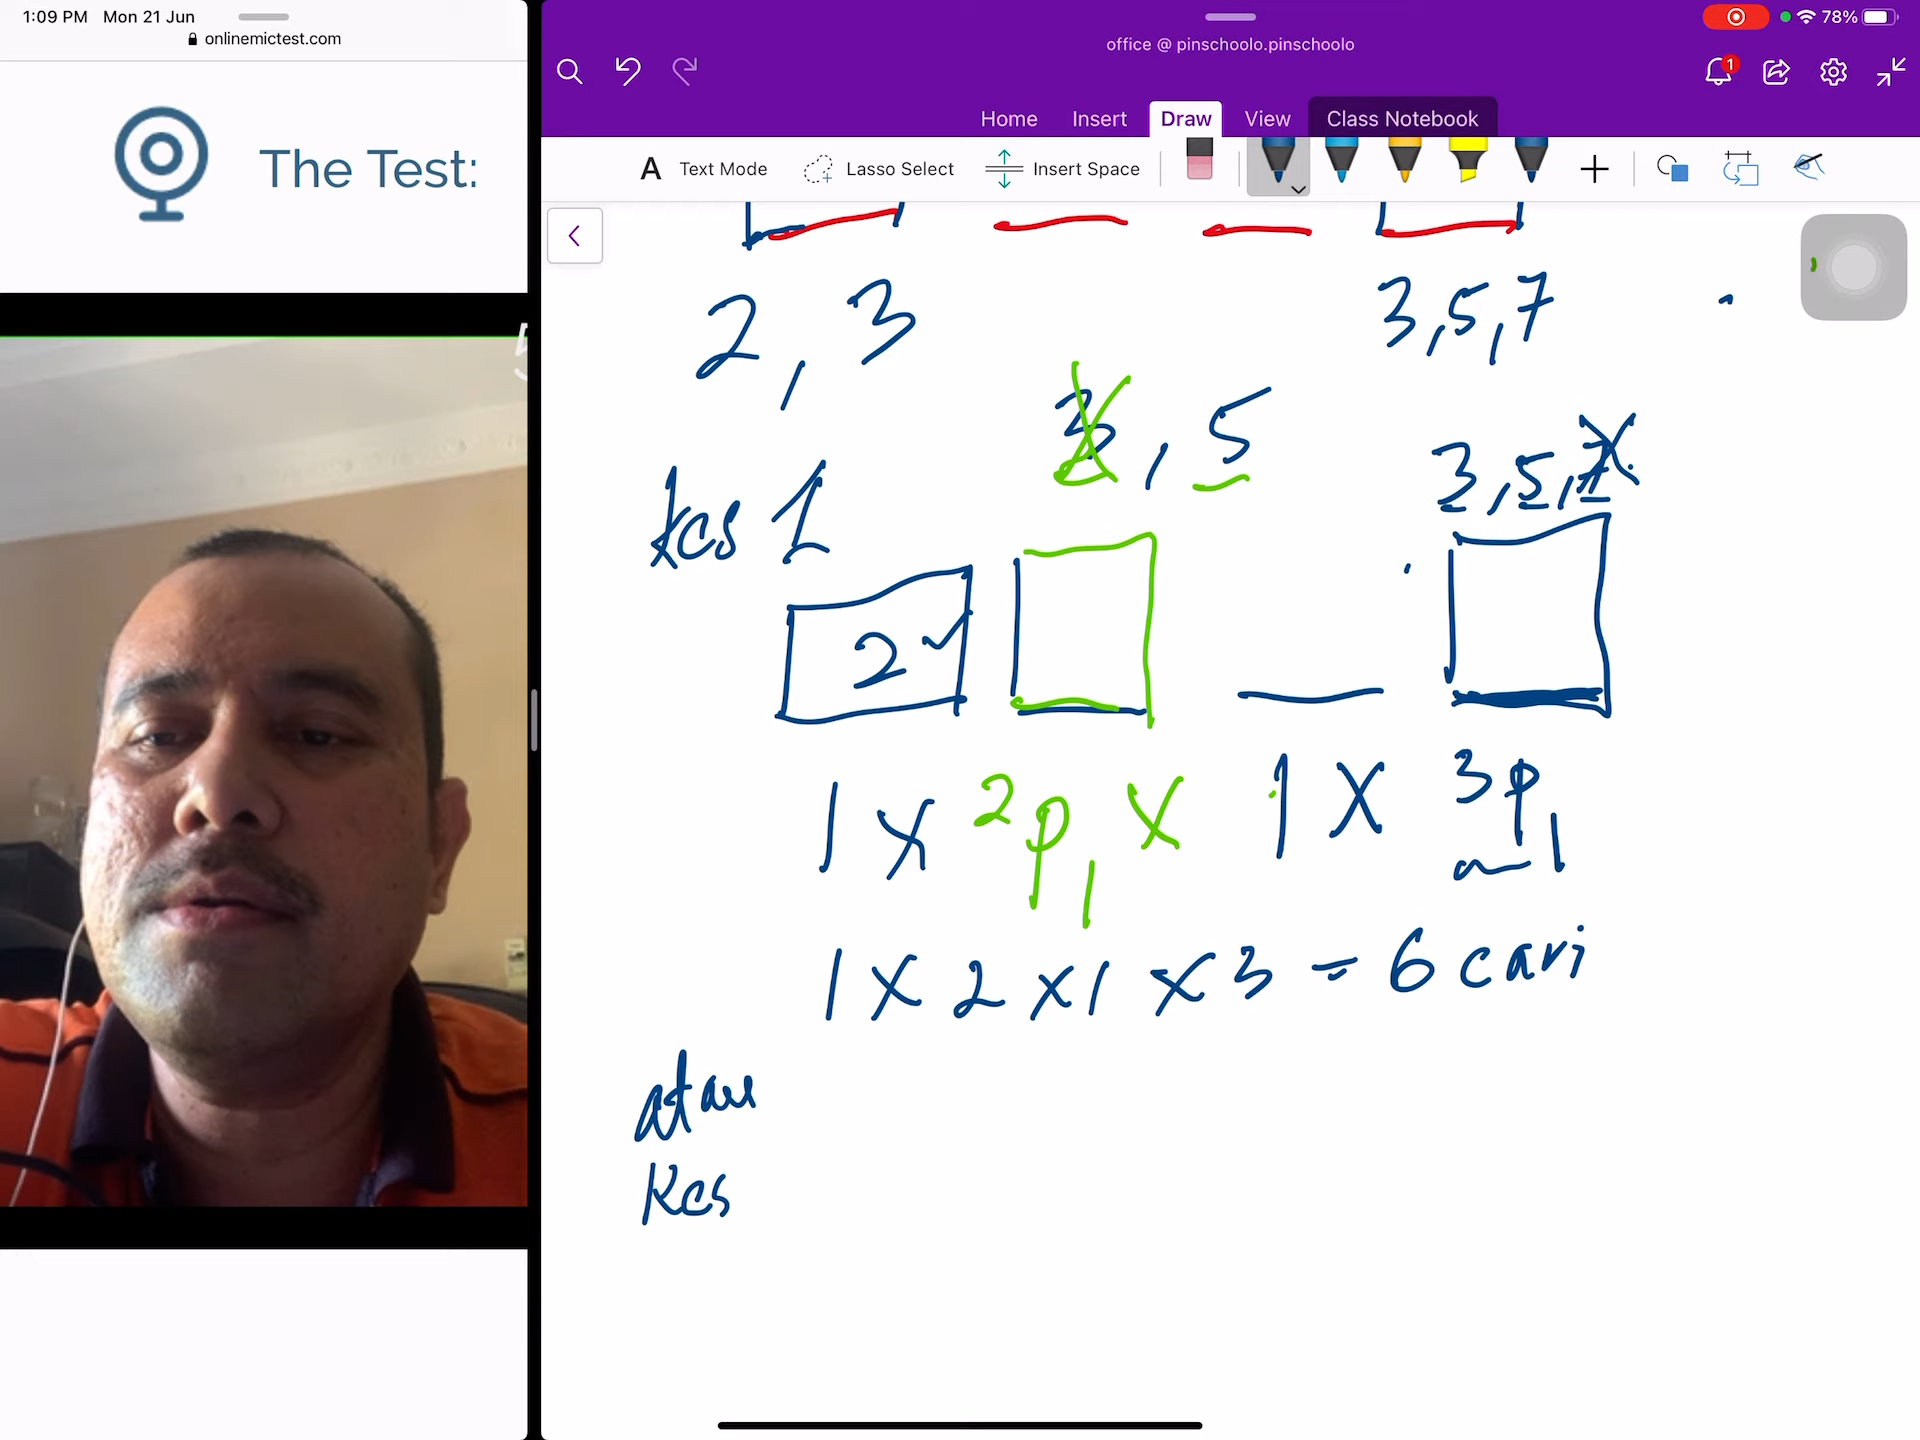 1:09 PM Mon 21 Jun
onlinemictest.com
The Test:
78%
office @ pinschoolo.pinschoolo
1
Home Insert Draw View Class Notebook
A Text Mode Lasso Select Insert Space
2, 3
3,5,7
3, 5
3,5,7
kes 1
2
1 x ²P₁ x 1 x ³P₁
1 x 2 x 1 x 3 = 6 cari
atau
Kes